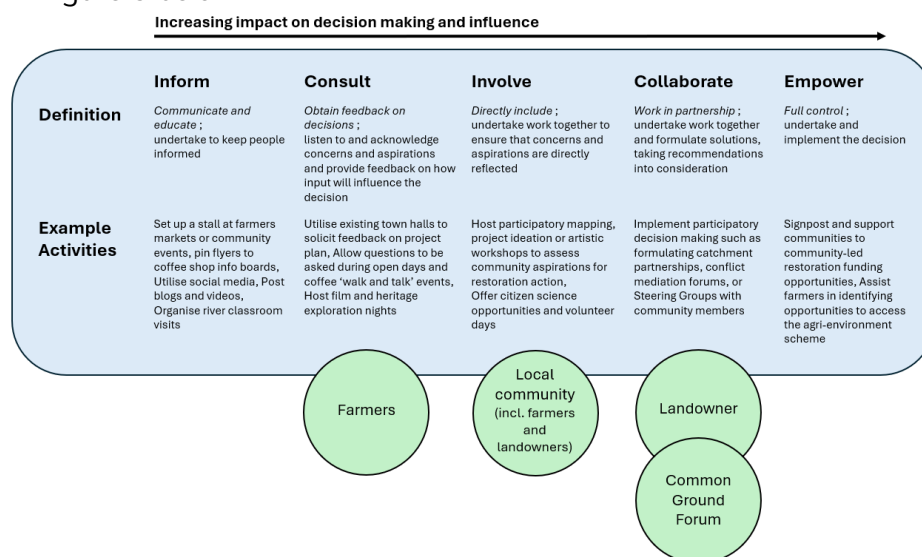 Increasing impact on decision making and influence
Inform
Consult
Involve
Collaborate
Empower
Definition
Communicate and
educate ;
undertake to keep people
informed
Obtain feedback on
decisions ;
listen to and acknowledge
concerns and aspirations
and provide feedback on how
input will influence the
decision
Directly include ;
undertake work together to
ensure that concerns and
aspirations are directly
reflected
Work in partnership ;
undertake work together
and formulate solutions,
taking recommendations
into consideration
Full control ;
undertake and
implement the decision
Example
Activities
Set up a stall at farmers
markets or community
events, pin flyers to
coffee shop info boards,
Utilise social media, Post
blogs and videos,
Organise river classroom
visits
Utilise existing town halls to
solicit feedback on project
plan, Allow questions to be
asked during open days and
coffee ‘walk and talk’ events,
Host film and heritage
exploration nights
Host participatory mapping,
project ideation or artistic
workshops to assess
community aspirations for
restoration action,
Offer citizen science
opportunities and volunteer
days
Implement participatory
decision making such as
formulating catchment
partnerships, conflict
mediation forums, or
Steering Groups with
community members
Signpost and support
communities to
community-led
restoration funding
opportunities, Assist
farmers in identifying
opportunities to access
the agri-environment
scheme
Farmers
Local
community
(incl. farmers
and
landowners)
Landowner
Common
Ground
Forum